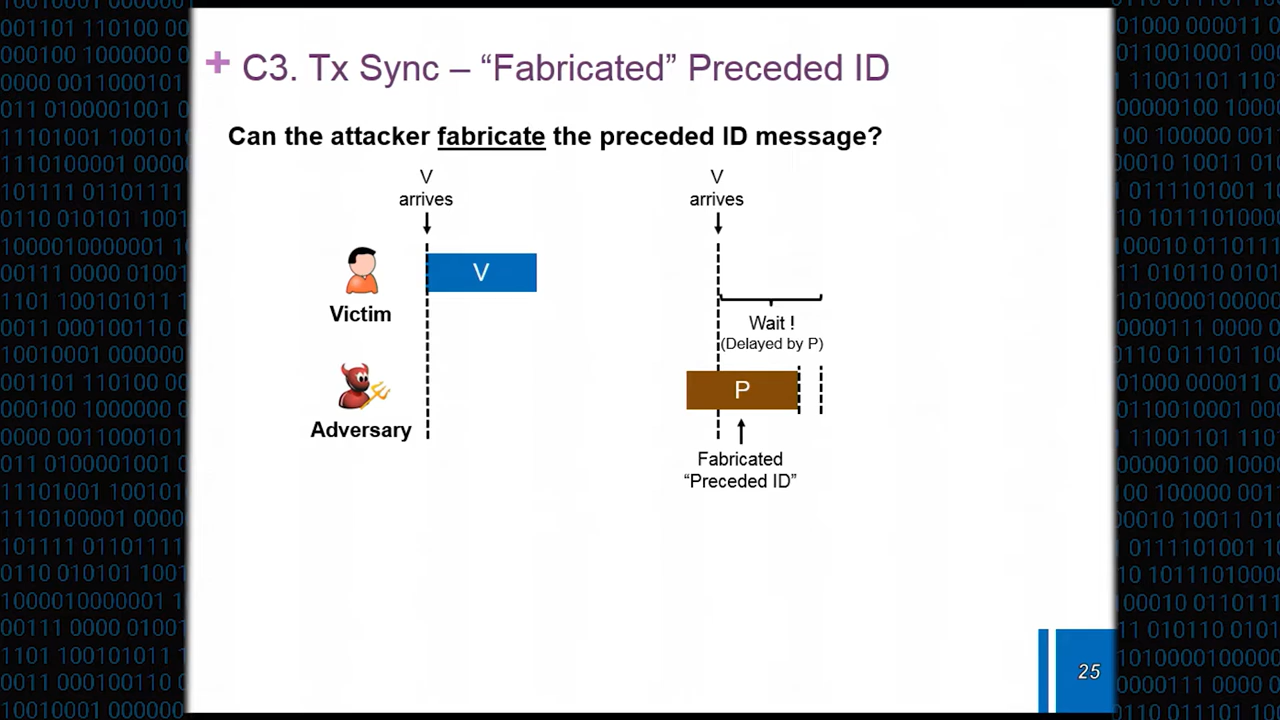 + C3. Tx Sync – “Fabricated” Preceded ID
Can the attacker fabricate the preceded ID message?
V
arrives
V
arrives
V
Victim
Wait !
(Delayed by P)
P
Adversary
Fabricated
“Preceded ID”
25